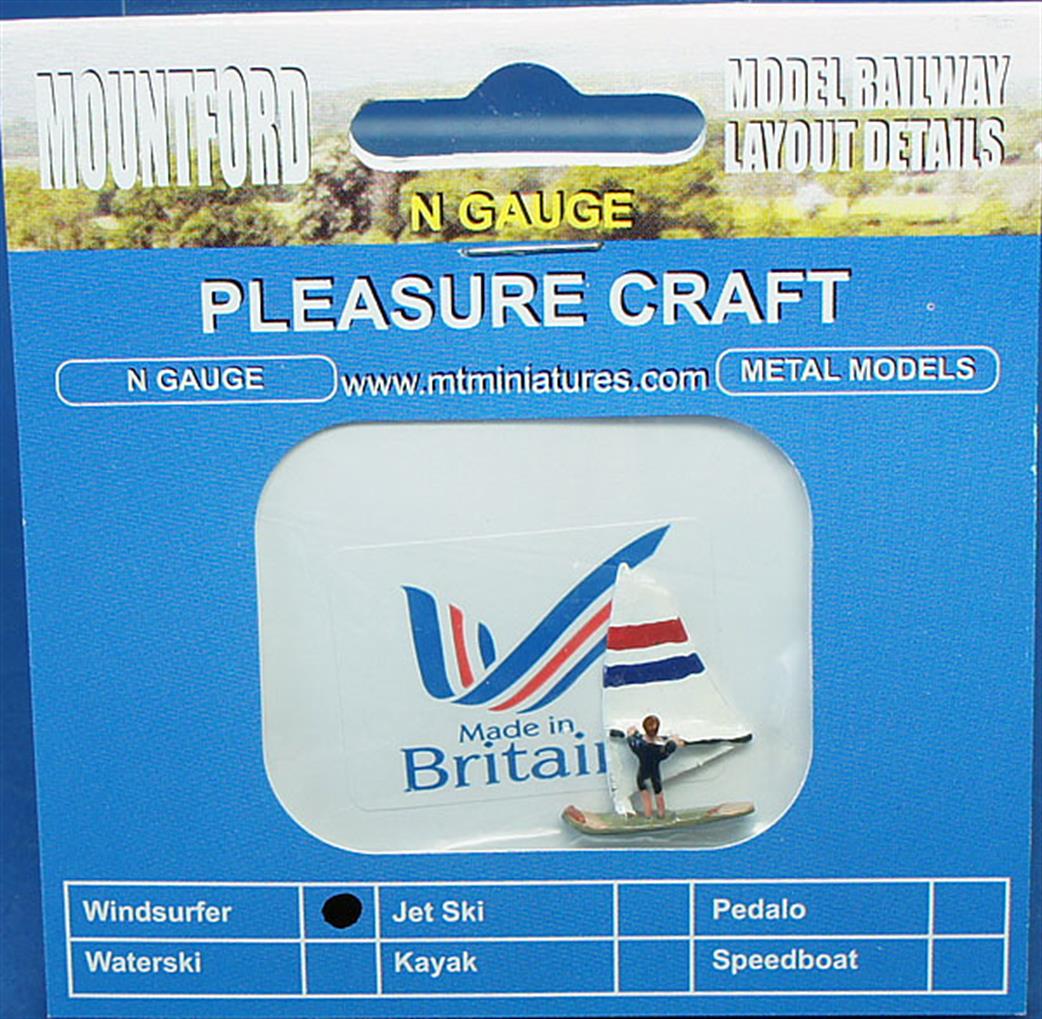 MOUNTFORD
MODEL RAILWAY
LAYOUT DETAILS
N GAUGE
PLEASURE CRAFT
N GAUGE
www.mtminiatures.com
METAL MODELS
Made in
Britain
Windsurfer
Jet Ski
Pedalo
Waterski
Kayak
Speedboat